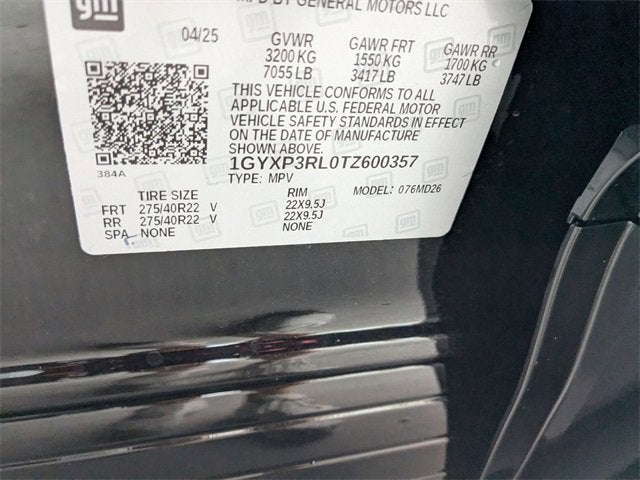 gm
MFD BY GENERAL MOTORS LLC
04/25 GVWR GAWR FRT GAWR RR
3200 KG 1550 KG 1700 KG
7055 LB 3417 LB 3747 LB
THIS VEHICLE CONFORMS TO ALL
APPLICABLE U.S. FEDERAL MOTOR
VEHICLE SAFETY STANDARDS IN EFFECT
ON THE DATE OF MANUFACTURE
SHOWN ABOVE.
384A
1GYXP3RL0TZ600357
TYPE: MPV MODEL: 076MD26
TIRE SIZE RIM
FRT 275/40R22 V 22X9.5J
RR 275/40R22 V 22X9.5J
SPA NONE NONE